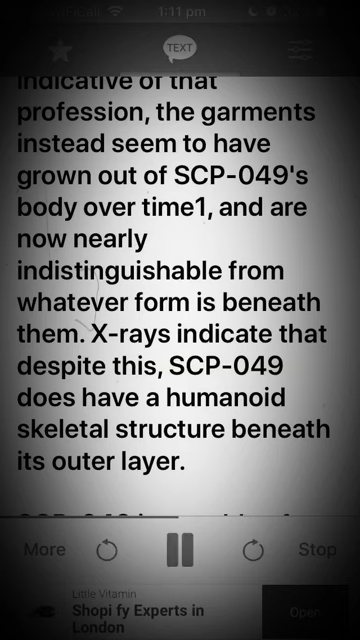 1:11 pm
TEXT
indicative of that
profession, the garments
instead seem to have
grown out of SCP-049's
body over time1, and are
now nearly
indistinguishable from
whatever form is beneath
them. X-rays indicate that
despite this, SCP-049
does have a humanoid
skeletal structure beneath
its outer layer.
More
Stop
Little Vitamin
Shopi fy Experts in
London
Open